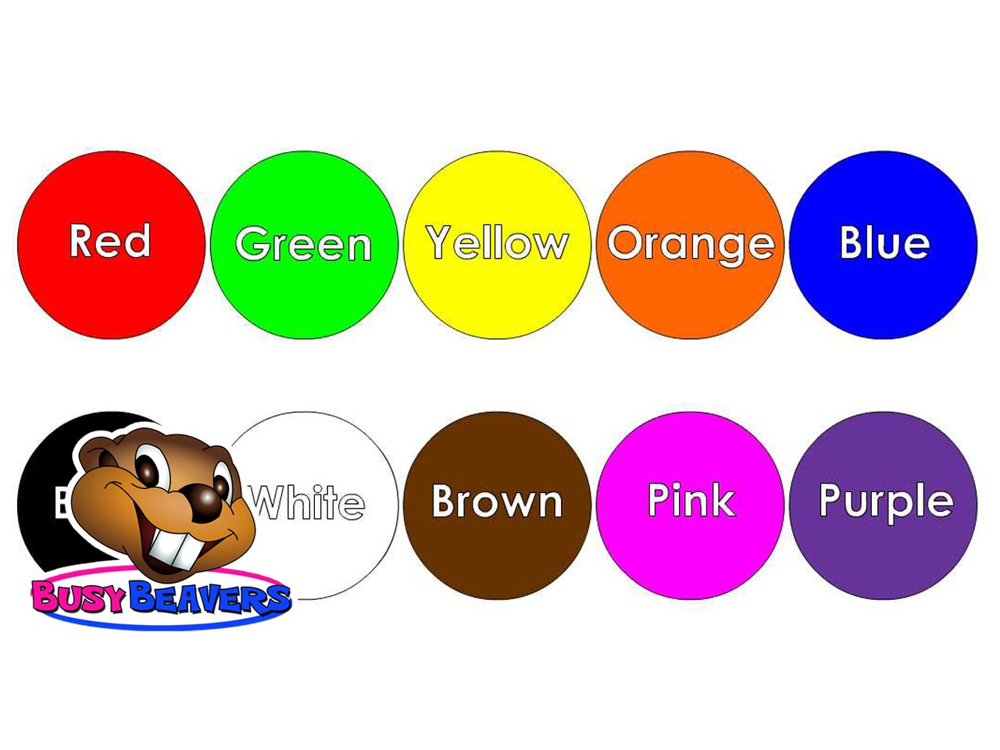 Red
Green
Yellow
Orange
Blue
White
Brown
Pink
Purple
BUSY BEAVERS